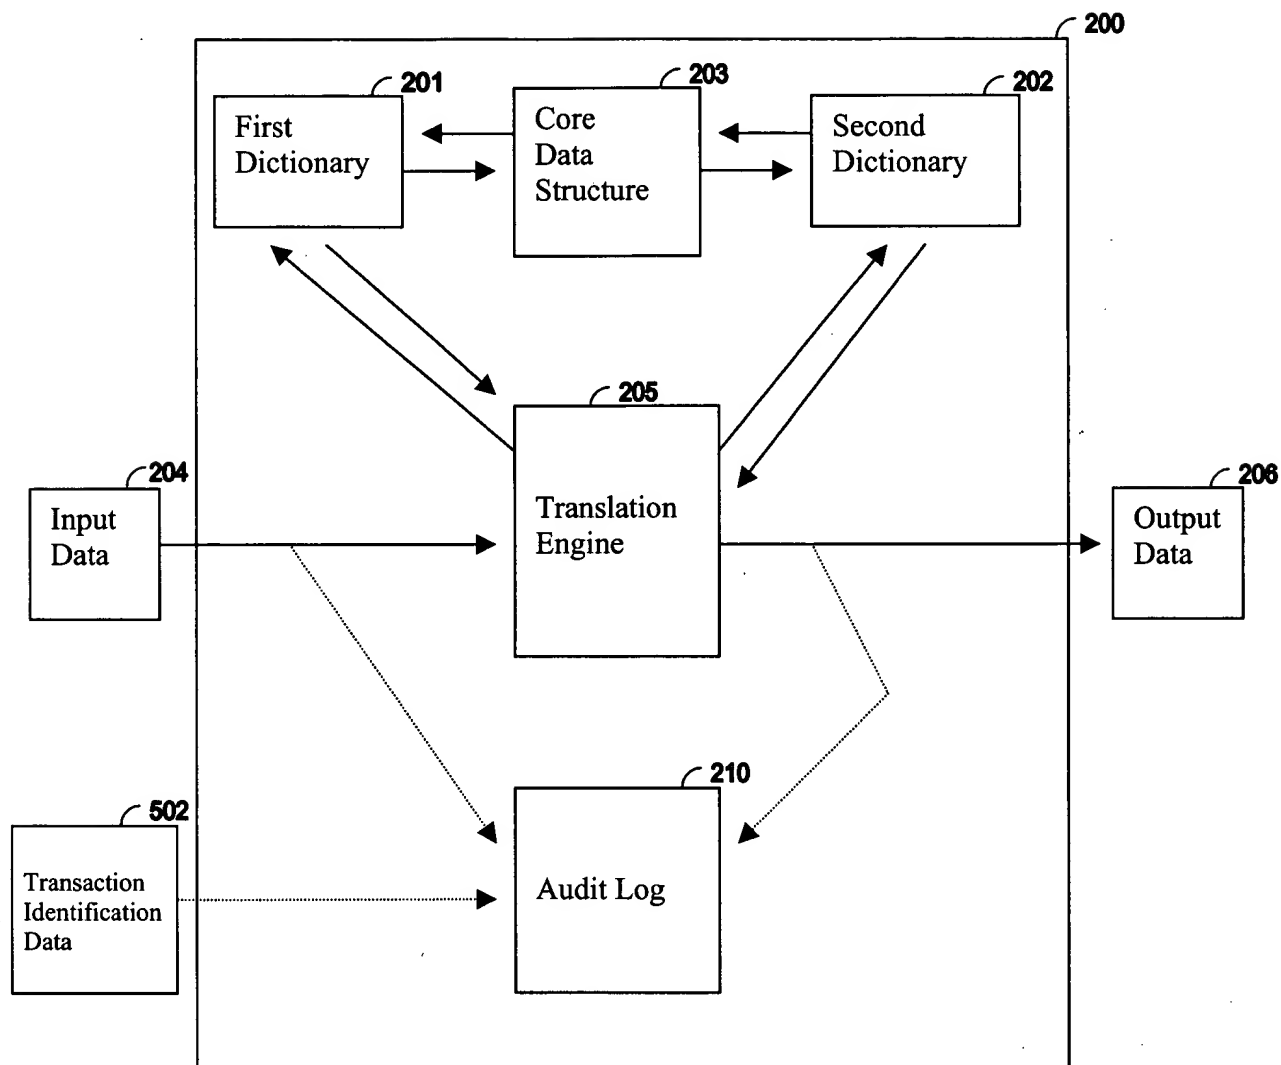 200
201
First
Dictionary
203
Core
Data
Structure
202
Second
Dictionary
205
Translation
Engine
204
Input
Data
206
Output
Data
210
Audit Log
502
Transaction
Identification
Data